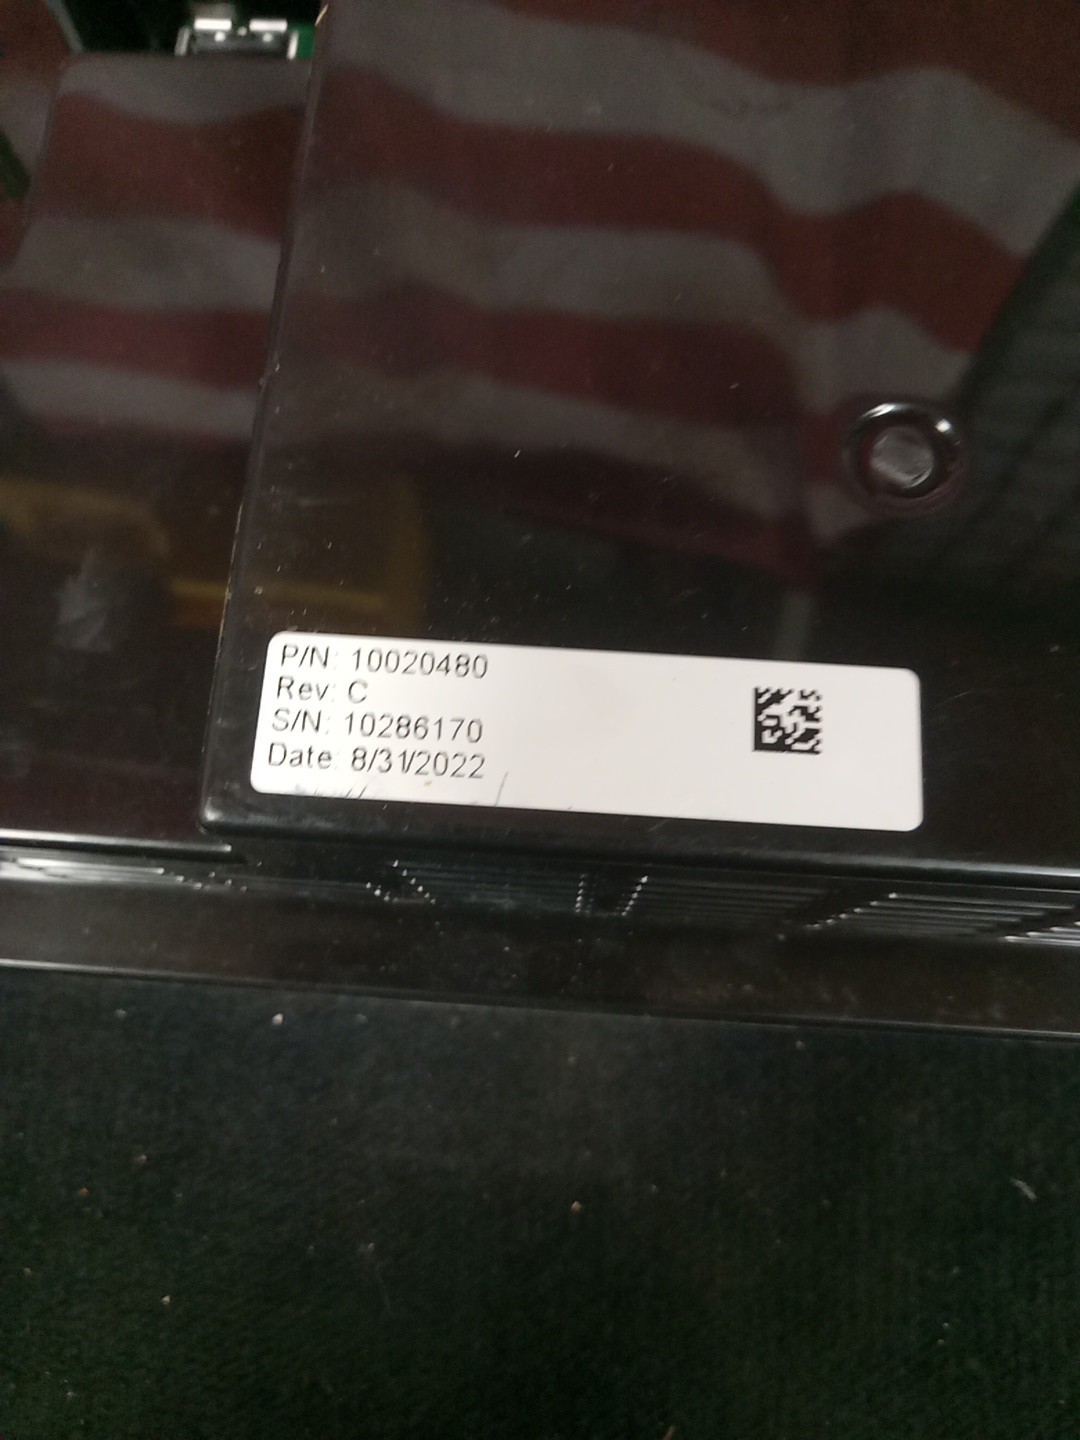 P/N: 10020480
Rev: C
S/N: 10286170
Date: 8/31/2022